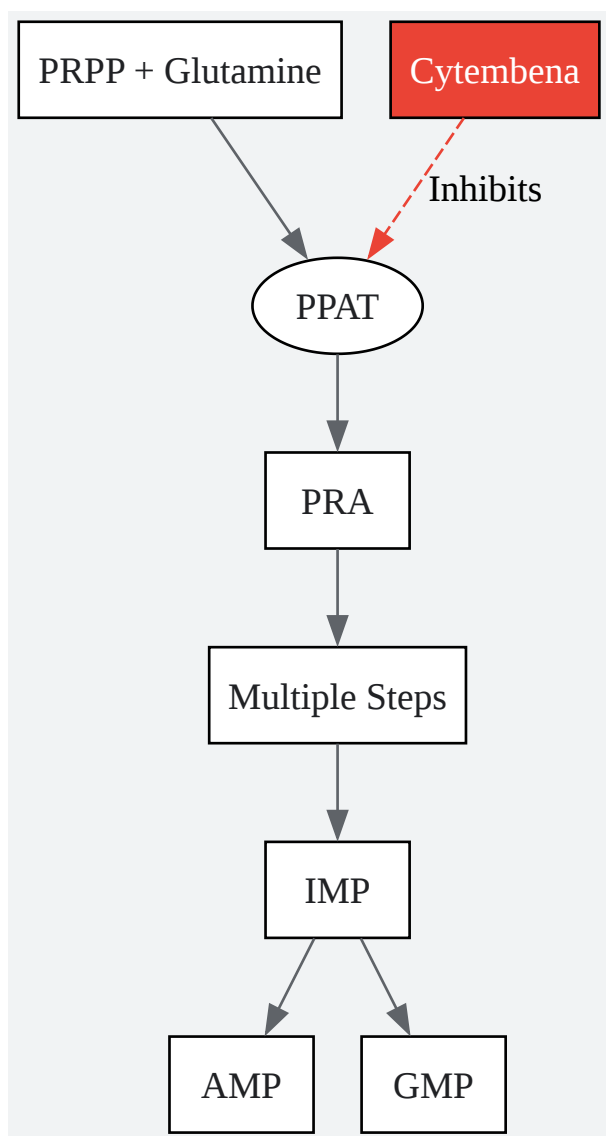 PRPP + Glutamine
Cytembena
Inhibits
PPAT
PRA
Multiple Steps
IMP
AMP
GMP